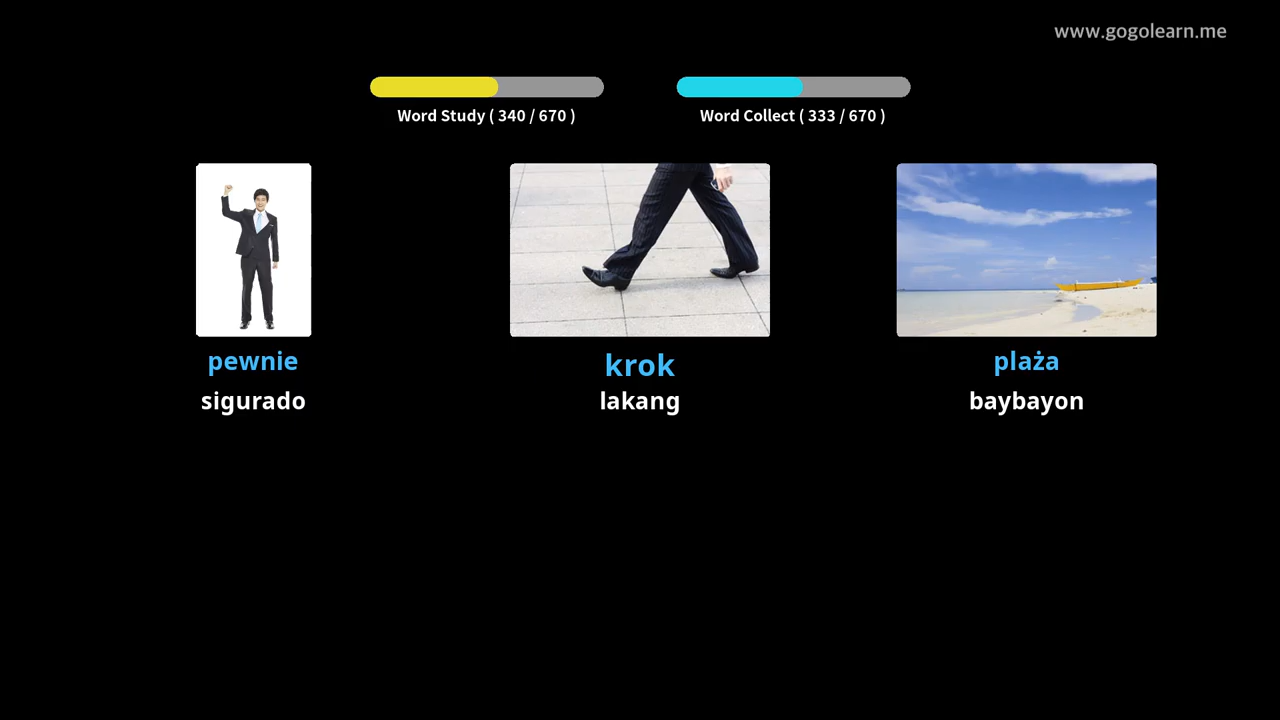 www.gogolearn.me
Word Study ( 340 / 670 )
Word Collect ( 333 / 670 )
pewnie
sigurado
krok
lakang
plaża
baybayon